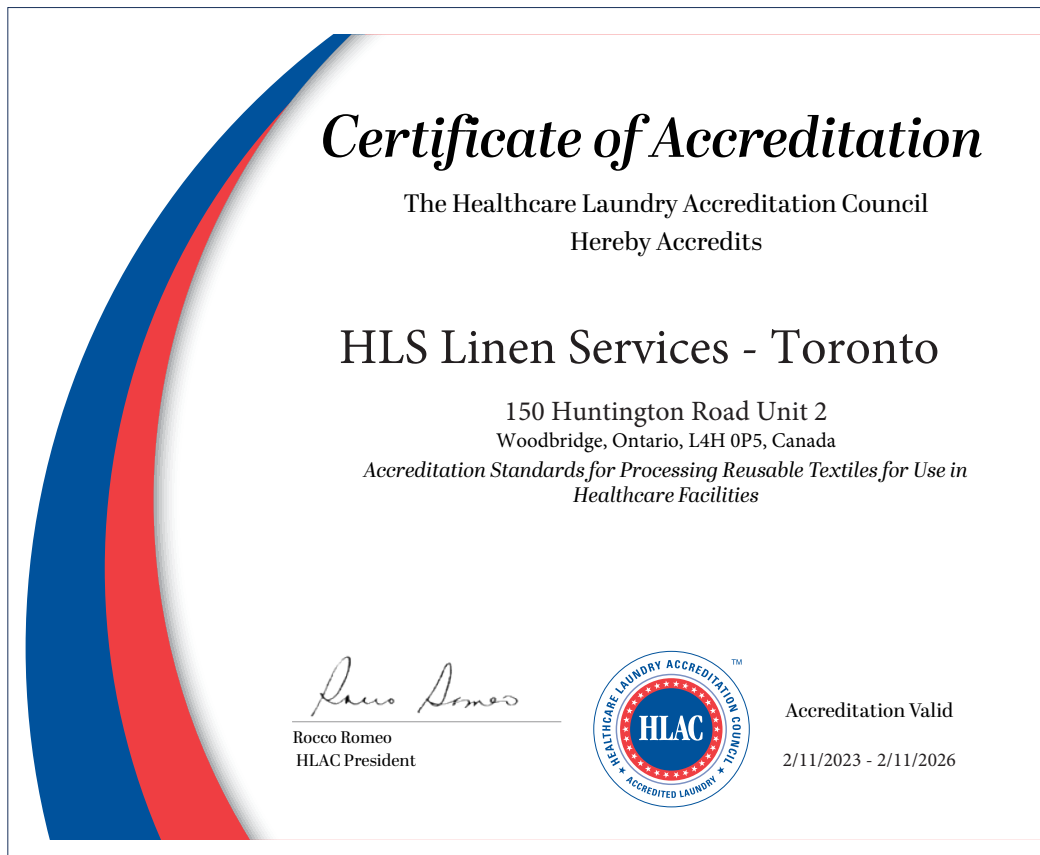 Certificate of Accreditation
The Healthcare Laundry Accreditation Council
Hereby Accredits
HLS Linen Services - Toronto
150 Huntington Road Unit 2
Woodbridge, Ontario, L4H 0P5, Canada
Accreditation Standards for Processing Reusable Textiles for Use in
Healthcare Facilities
Rocco Romeo
Rocco Romeo
HLAC President
HEALTHCARE LAUNDRY ACCREDITATION COUNCIL
TM
HLAC
★ ACCREDITED LAUNDRY ★
Accreditation Valid
2/11/2023 - 2/11/2026